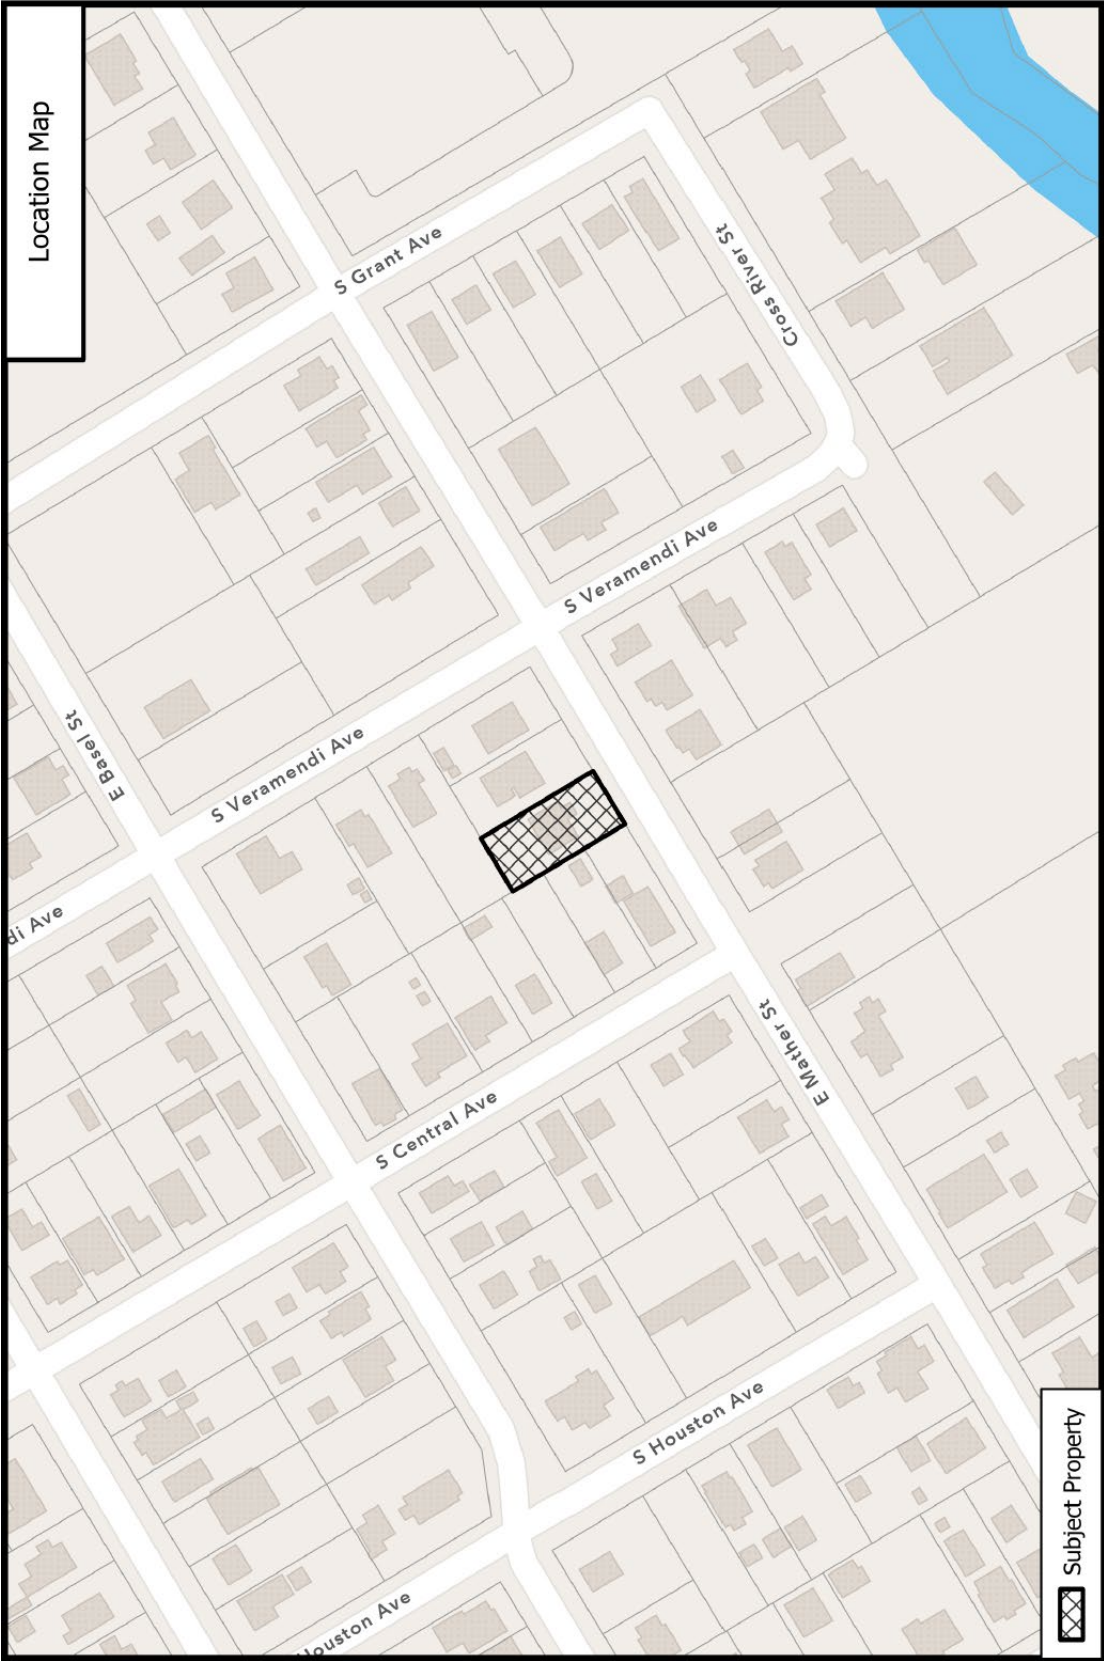 Location Map
S Grant Ave
Cross River St
S Veramendi Ave
E Basel St
S Veramendi Ave
di Ave
E Mather St
S Central Ave
S Houston Ave
Houston Ave
Subject Property